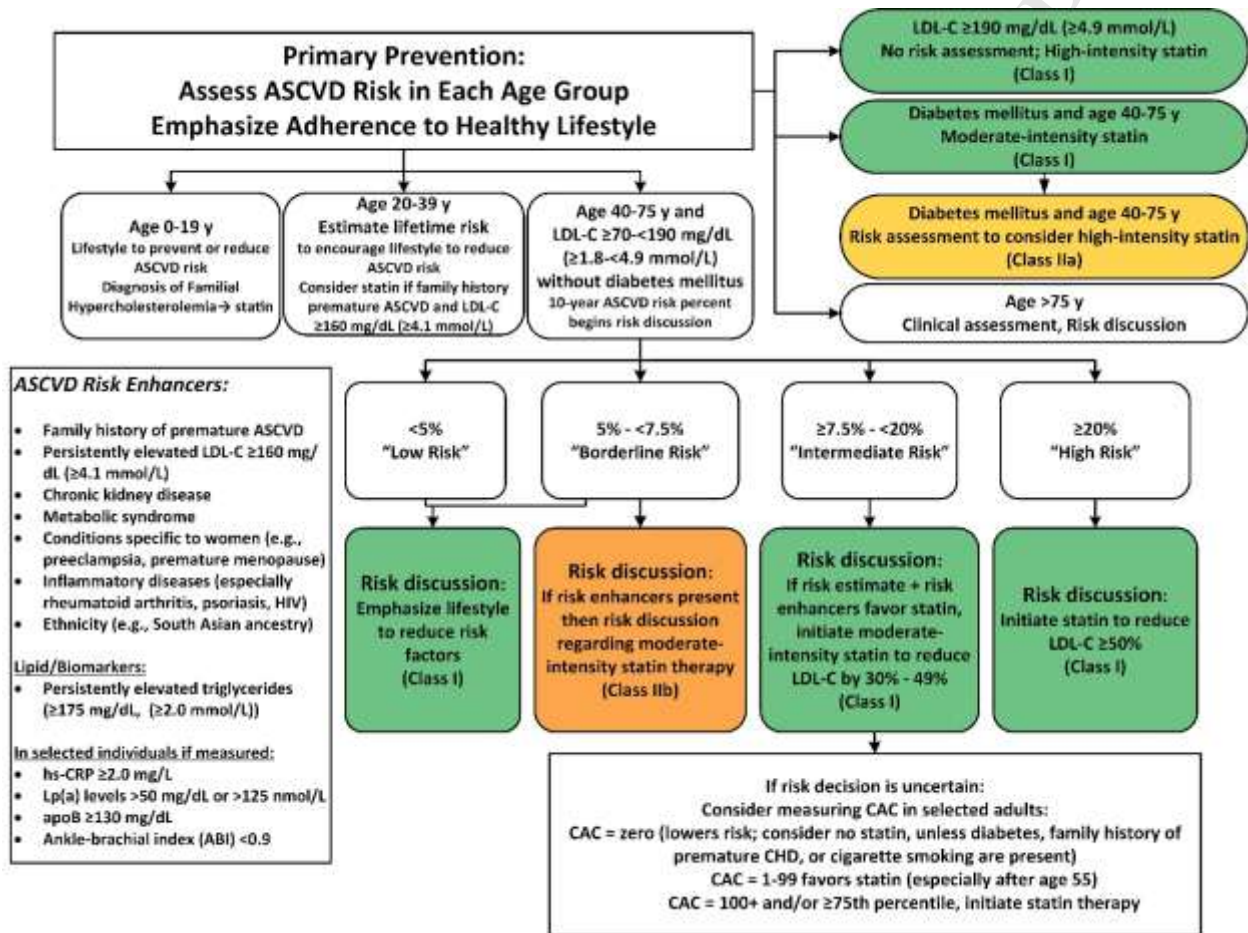 Primary Prevention:
Assess ASCVD Risk in Each Age Group
Emphasize Adherence to Healthy Lifestyle
LDL-C ≥190 mg/dL (≥4.9 mmol/L)
No risk assessment; High-intensity statin
(Class I)
Diabetes mellitus and age 40-75 y
Moderate-intensity statin
(Class I)
Diabetes mellitus and age 40-75 y
Risk assessment to consider high-intensity statin
(Class IIa)
Age >75 y
Clinical assessment, Risk discussion
Age 0-19 y
Lifestyle to prevent or reduce
ASCVD risk
Diagnosis of Familial
Hypercholesterolemia→ statin
Age 20-39 y
Estimate lifetime risk
to encourage lifestyle to reduce
ASCVD risk
Consider statin if family history
premature ASCVD and LDL-C
≥160 mg/dL (≥4.1 mmol/L)
Age 40-75 y and
LDL-C ≥70-<190 mg/dL
(≥1.8-<4.9 mmol/L)
without diabetes mellitus
10-year ASCVD risk percent
begins risk discussion
ASCVD Risk Enhancers:
• Family history of premature ASCVD
• Persistently elevated LDL-C ≥160 mg/
dL (≥4.1 mmol/L)
• Chronic kidney disease
• Metabolic syndrome
• Conditions specific to women (e.g.,
preeclampsia, premature menopause)
• Inflammatory diseases (especially
rheumatoid arthritis, psoriasis, HIV)
• Ethnicity (e.g., South Asian ancestry)
Lipid/Biomarkers:
• Persistently elevated triglycerides
(≥175 mg/dL, (≥2.0 mmol/L))
In selected individuals if measured:
• hs-CRP ≥2.0 mg/L
• Lp(a) levels >50 mg/dL or >125 nmol/L
• apoB ≥130 mg/dL
• Ankle-brachial index (ABI) <0.9
<5%
“Low Risk”
5% - <7.5%
“Borderline Risk”
≥7.5% - <20%
“Intermediate Risk”
≥20%
“High Risk”
Risk discussion:
Emphasize lifestyle
to reduce risk
factors
(Class I)
Risk discussion:
If risk enhancers present
then risk discussion
regarding moderate-
intensity statin therapy
(Class IIb)
Risk discussion:
If risk estimate + risk
enhancers favor statin,
initiate moderate-
intensity statin to reduce
LDL-C by 30% - 49%
(Class I)
Risk discussion:
Initiate statin to reduce
LDL-C ≥50%
(Class I)
If risk decision is uncertain:
Consider measuring CAC in selected adults:
CAC = zero (lowers risk; consider no statin, unless diabetes, family history of
premature CHD, or cigarette smoking are present)
CAC = 1-99 favors statin (especially after age 55)
CAC = 100+ and/or ≥75th percentile, initiate statin therapy